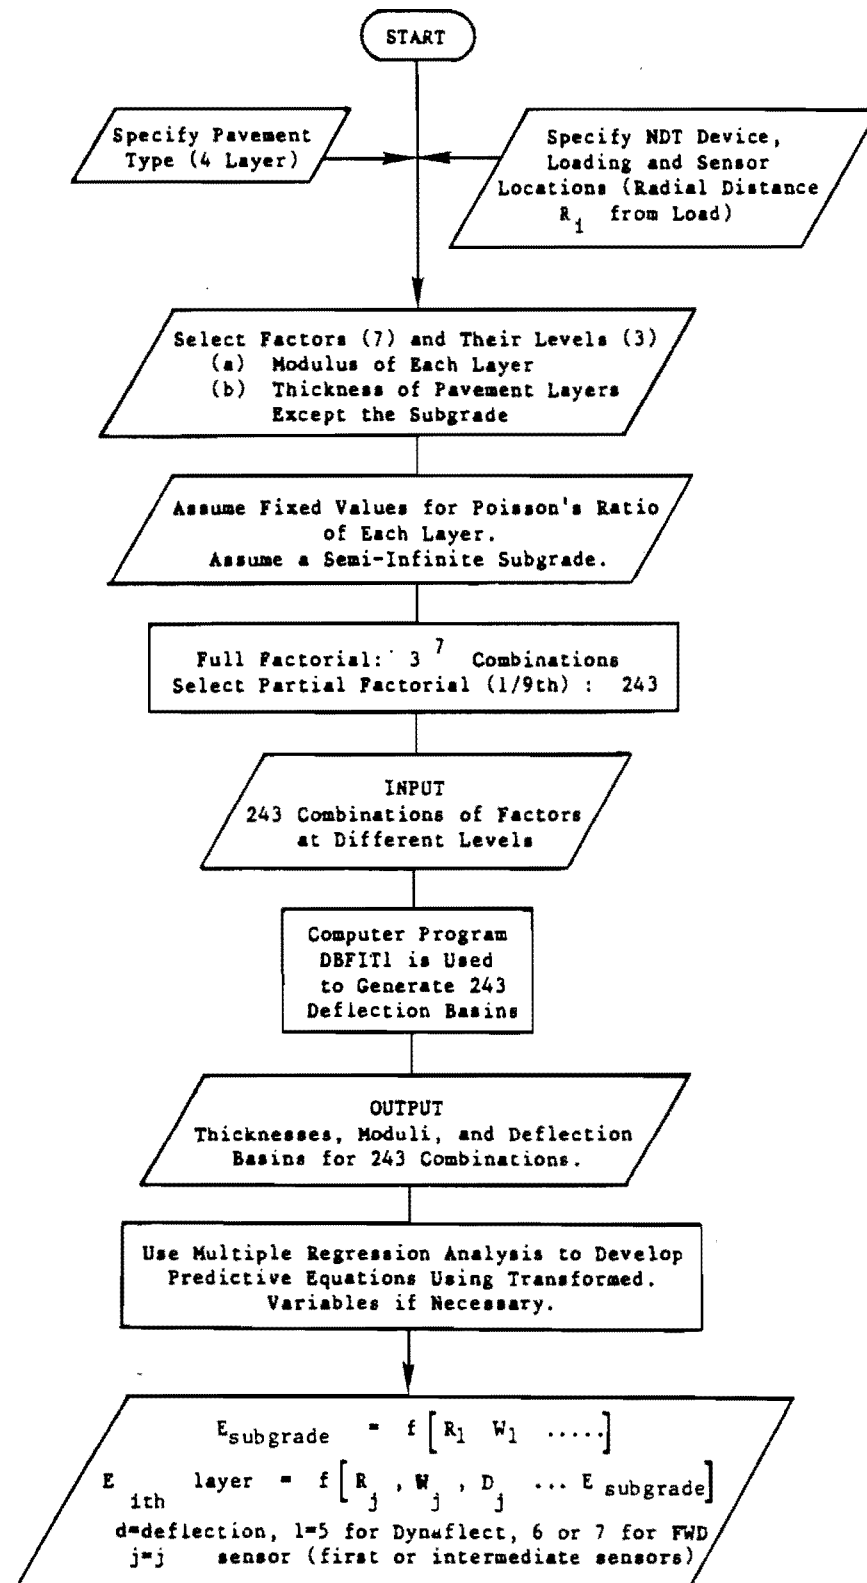 START
Specify Pavement
Type (4 Layer)
Specify NDT Device,
Loading and Sensor
Locations (Radial Distance
R_i from Load)
Select Factors (7) and Their Levels (3)
(a) Modulus of Each Layer
(b) Thickness of Pavement Layers
Except the Subgrade
Assume Fixed Values for Poisson's Ratio
of Each Layer.
Assume a Semi-Infinite Subgrade.
Full Factorial: 3^7 Combinations
Select Partial Factorial (1/9th) : 243
INPUT
243 Combinations of Factors
at Different Levels
Computer Program
DBFIT1 is Used
to Generate 243
Deflection Basins
OUTPUT
Thicknesses, Moduli, and Deflection
Basins for 243 Combinations.
Use Multiple Regression Analysis to Develop
Predictive Equations Using Transformed.
Variables if Necessary.
E_subgrade = f [R_l W_l .....]
E_ith layer = f [R_j , W_j , D_j ... E_subgrade]
d=deflection, l=5 for Dynaflect, 6 or 7 for FWD
j=j sensor (first or intermediate sensors)